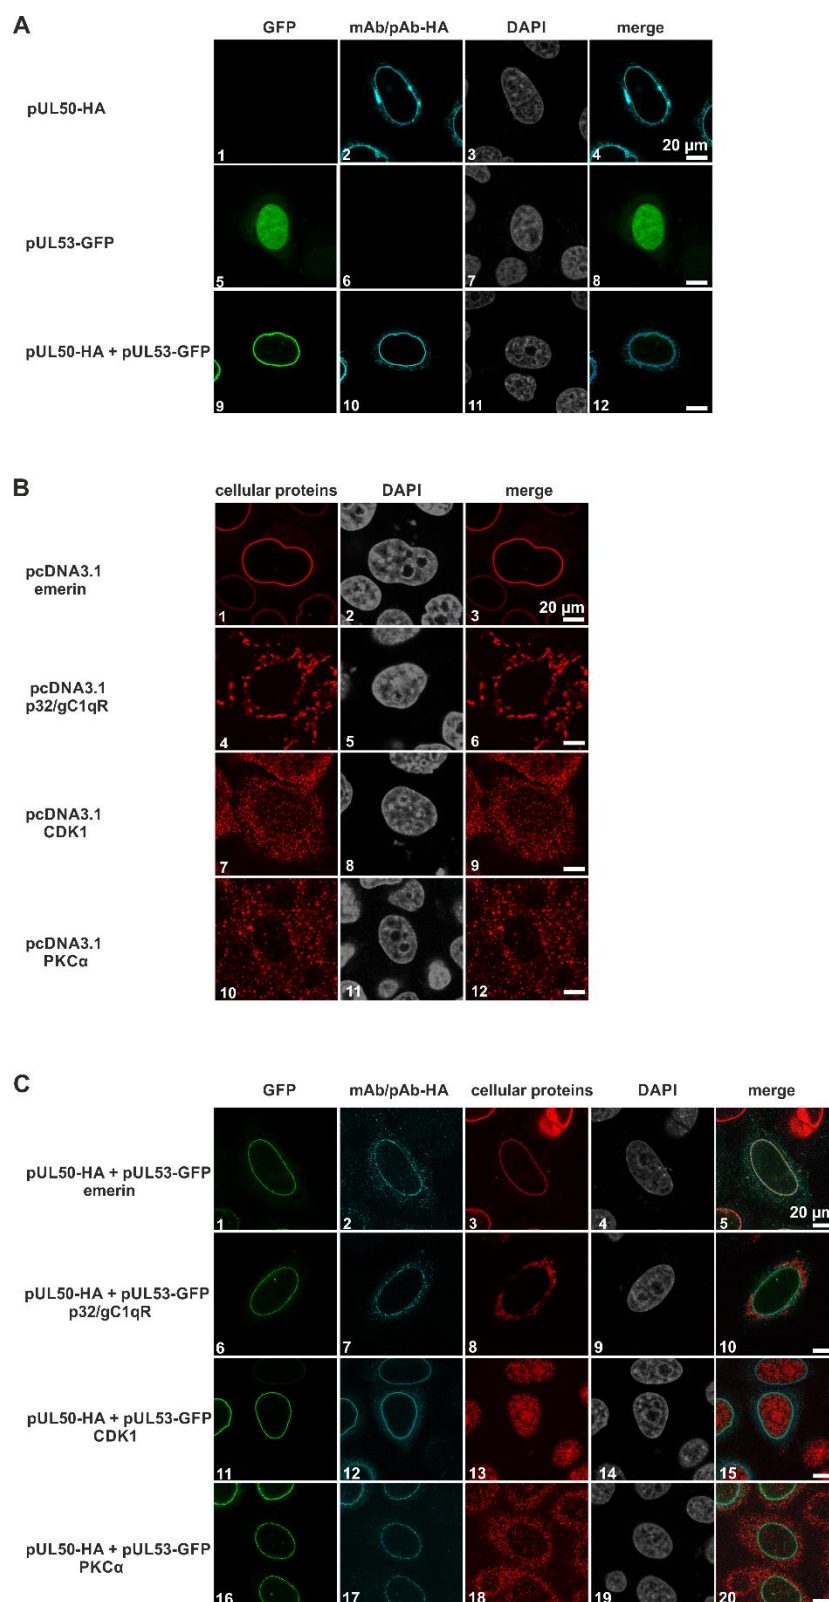 A
GFP mAb/pAb-HA DAPI merge
pUL50-HA
1 2 3 4 20 µm
pUL53-GFP
5 6 7 8
pUL50-HA + pUL53-GFP
9 10 11 12
B
cellular proteins DAPI merge
pcDNA3.1
emerin
1 2 3 20 µm
pcDNA3.1
p32/gC1qR
4 5 6
pcDNA3.1
CDK1
7 8 9
pcDNA3.1
PKCα
10 11 12
C
GFP mAb/pAb-HA cellular proteins DAPI merge
pUL50-HA + pUL53-GFP
emerin
1 2 3 4 5 20 µm
pUL50-HA + pUL53-GFP
p32/gC1qR
6 7 8 9 10
pUL50-HA + pUL53-GFP
CDK1
11 12 13 14 15
pUL50-HA + pUL53-GFP
PKCα
16 17 18 19 20